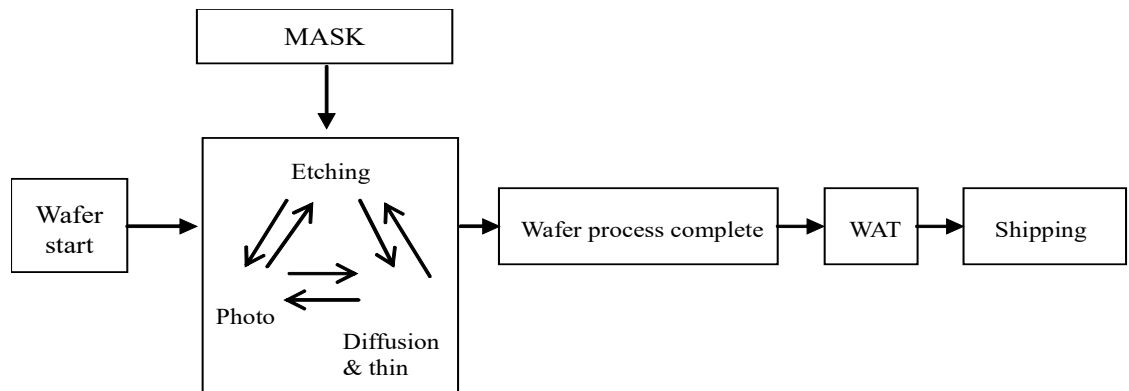 MASK
Etching
Wafer
start
Wafer process complete
WAT
Shipping
Photo
Diffusion
& thin